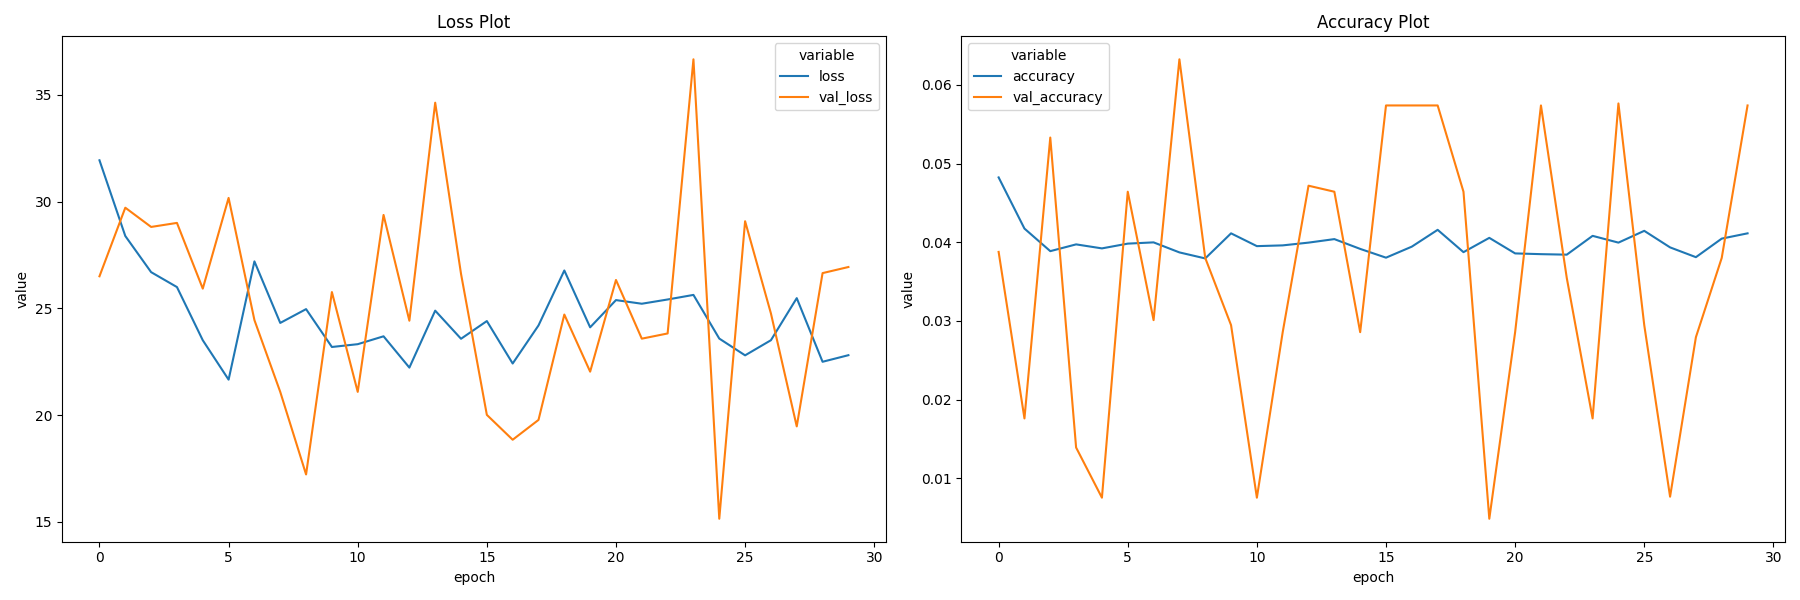 Loss Plot
variable
loss
val_loss
value
35
30
25
20
15
0 5 10 15 20 25 30
epoch
Accuracy Plot
variable
accuracy
val_accuracy
value
0.06
0.05
0.04
0.03
0.02
0.01
0 5 10 15 20 25 30
epoch